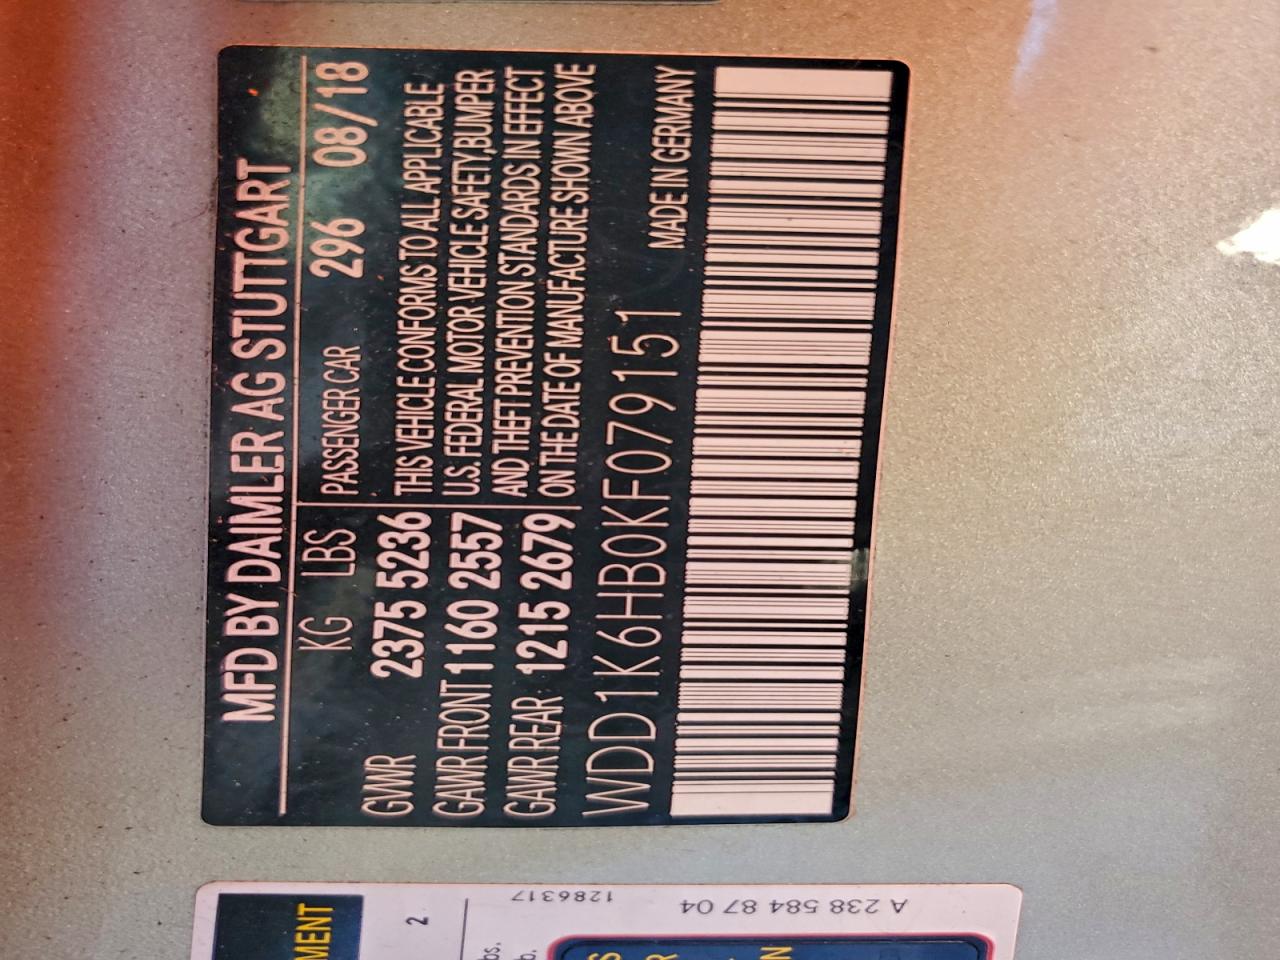 MFD BY DAIMLER AG STUTTGART
KG LBS PASSENGER CAR 296 08/18
GVWR 2375 5236
GAWR FRONT 1160 2557
GAWR REAR 1215 2679
THIS VEHICLE CONFORMS TO ALL APPLICABLE
U.S. FEDERAL MOTOR VEHICLE SAFETY,BUMPER
AND THEFT PREVENTION STANDARDS IN EFFECT
ON THE DATE OF MANUFACTURE SHOWN ABOVE
WDD1K6HB0KF079151 MADE IN GERMANY
2
1286317
A 238 584 87 04